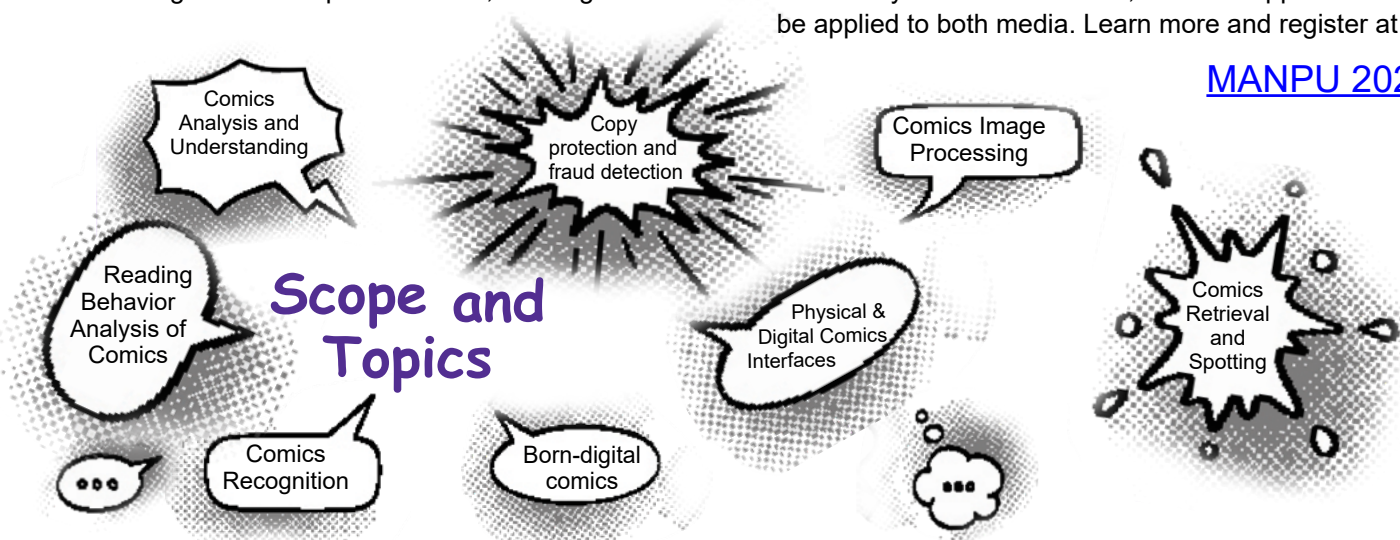 be applied to both media. Learn more and register at
MANPU 202
Comics
Analysis and
Understanding
Copy
protection and
fraud detection
Comics Image
Processing
Reading
Behavior
Analysis of
Comics
Scope and
Topics
Physical &
Digital Comics
Interfaces
Comics
Retrieval
and
Spotting
Comics
Recognition
Born-digital
comics
...
...